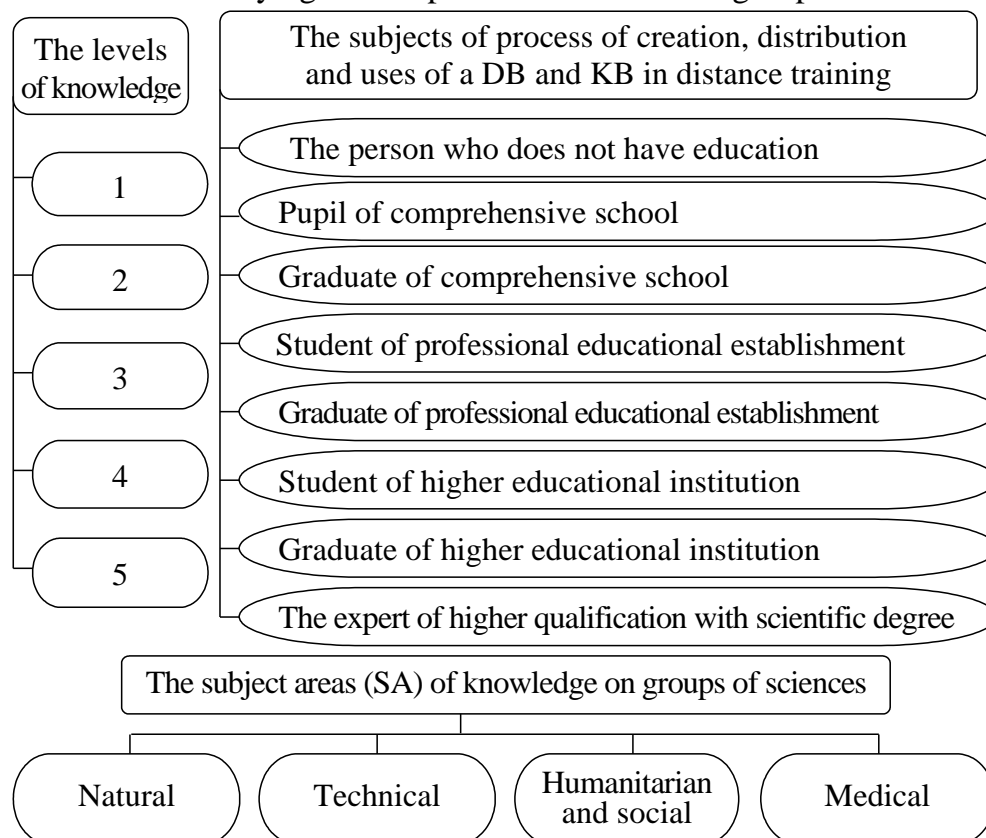 The levels
of knowledge
The subjects of process of creation, distribution
and uses of a DB and KB in distance training
1
2
3
4
5
The person who does not have education
Pupil of comprehensive school
Graduate of comprehensive school
Student of professional educational establishment
Graduate of professional educational establishment
Student of higher educational institution
Graduate of higher educational institution
The expert of higher qualification with scientific degree
The subject areas (SA) of knowledge on groups of sciences
Natural
Technical
Humanitarian
and social
Medical